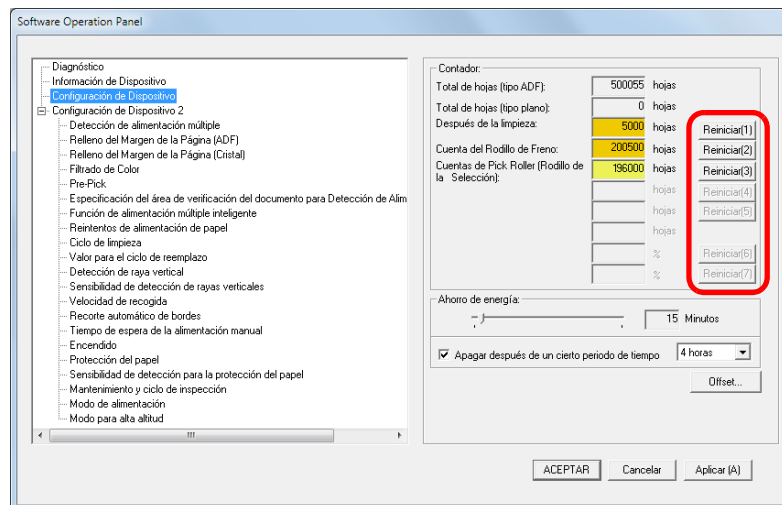 Software Operation Panel
Diagnóstico
Información de Dispositivo
Configuración de Dispositivo
Configuración de Dispositivo 2
Detección de alimentación múltiple
Relleno del Margen de la Página (ADF)
Relleno del Margen de la Página (Cristal)
Filtrado de Color
Pre-Pick
Especificación del área de verificación del documento para Detección de Alim
Función de alimentación múltiple inteligente
Reintentos de alimentación de papel
Ciclo de limpieza
Valor para el ciclo de reemplazo
Detección de raya vertical
Sensibilidad de detección de rayas verticales
Velocidad de recogida
Recorte automático de bordes
Tiempo de espera de la alimentación manual
Encendido
Protección del papel
Sensibilidad de detección para la protección del papel
Mantenimiento y ciclo de inspección
Modo de alimentación
Modo para alta altitud
Contador:
Total de hojas (tipo ADF): 500055 hojas
Total de hojas (tipo plano): 0 hojas
Después de la limpieza: 5000 hojas Reiniciar(1)
Cuenta del Rodillo de Freno: 200500 hojas Reiniciar(2)
Cuentas de Pick Roller (Rodillo de 196000 hojas Reiniciar(3)
la Selección):
hojas Reiniciar(4)
hojas Reiniciar(5)
hojas
% Reiniciar(6)
% Reiniciar(7)
Ahorro de energía:
15 Minutos
Apagar después de un cierto periodo de tiempo 4 horas
Offset...
ACEPTAR Cancelar Aplicar (A)